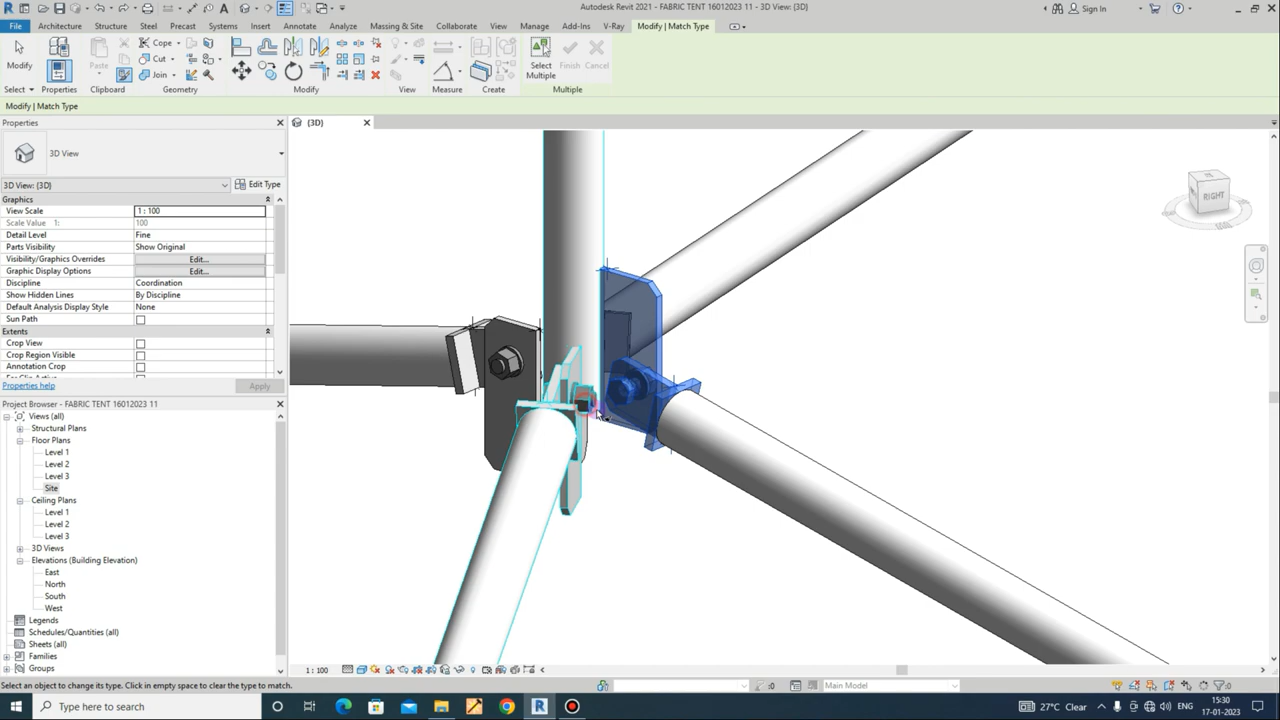 Autodesk Revit 2021 - FABRIC TENT 16012023 11 - 3D View: {3D}
Sign In
File Architecture Structure Steel Precast Systems Insert Annotate Analyze Massing & Site Collaborate View Manage Add-Ins V-Ray Modify | Match Type
Modify Paste Cope Cut Join Select Multiple Finish Cancel
Select Properties Clipboard Geometry Modify View Measure Create Multiple
Modify | Match Type
Properties
{3D}
3D View
3D View: {3D} Edit Type
Graphics
View Scale 1 : 100
Scale Value 1: 100
Detail Level Fine
Parts Visibility Show Original
Visibility/Graphics Overrides Edit...
Graphic Display Options Edit...
Discipline Coordination
Show Hidden Lines By Discipline
Default Analysis Display Style None
Sun Path
Extents
Crop View
Crop Region Visible
Annotation Crop
Properties help Apply
RIGHT
Project Browser - FABRIC TENT 16012023 11
Views (all)
Structural Plans
Floor Plans
Level 1
Level 2
Level 3
Site
Ceiling Plans
Level 1
Level 2
Level 3
3D Views
Elevations (Building Elevation)
East
North
South
West
Legends
Schedules/Quantities (all)
Sheets (all)
Families
Groups
1 : 100
Select an object to change its type. Click in empty space to clear the type to match.
:0 Main Model :0
Type here to search
27°C Clear ENG 15:30
17-01-2023